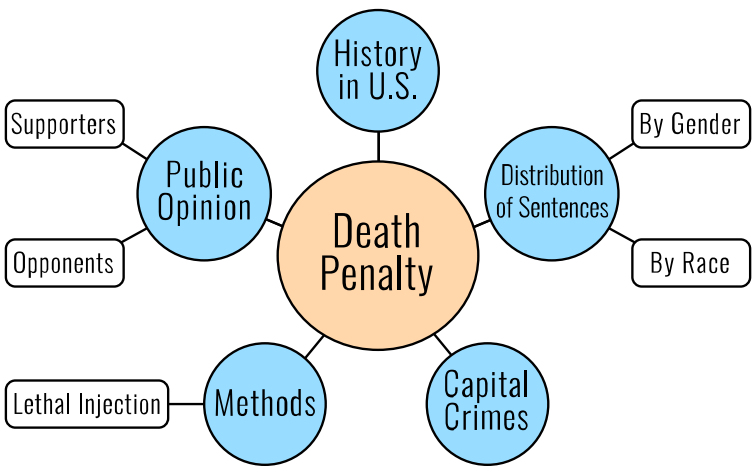 History
in U.S.
Supporters
By Gender
Public
Opinion
Distribution
of Sentences
Death
Penalty
Opponents
By Race
Lethal Injection
Methods
Capital
Crimes